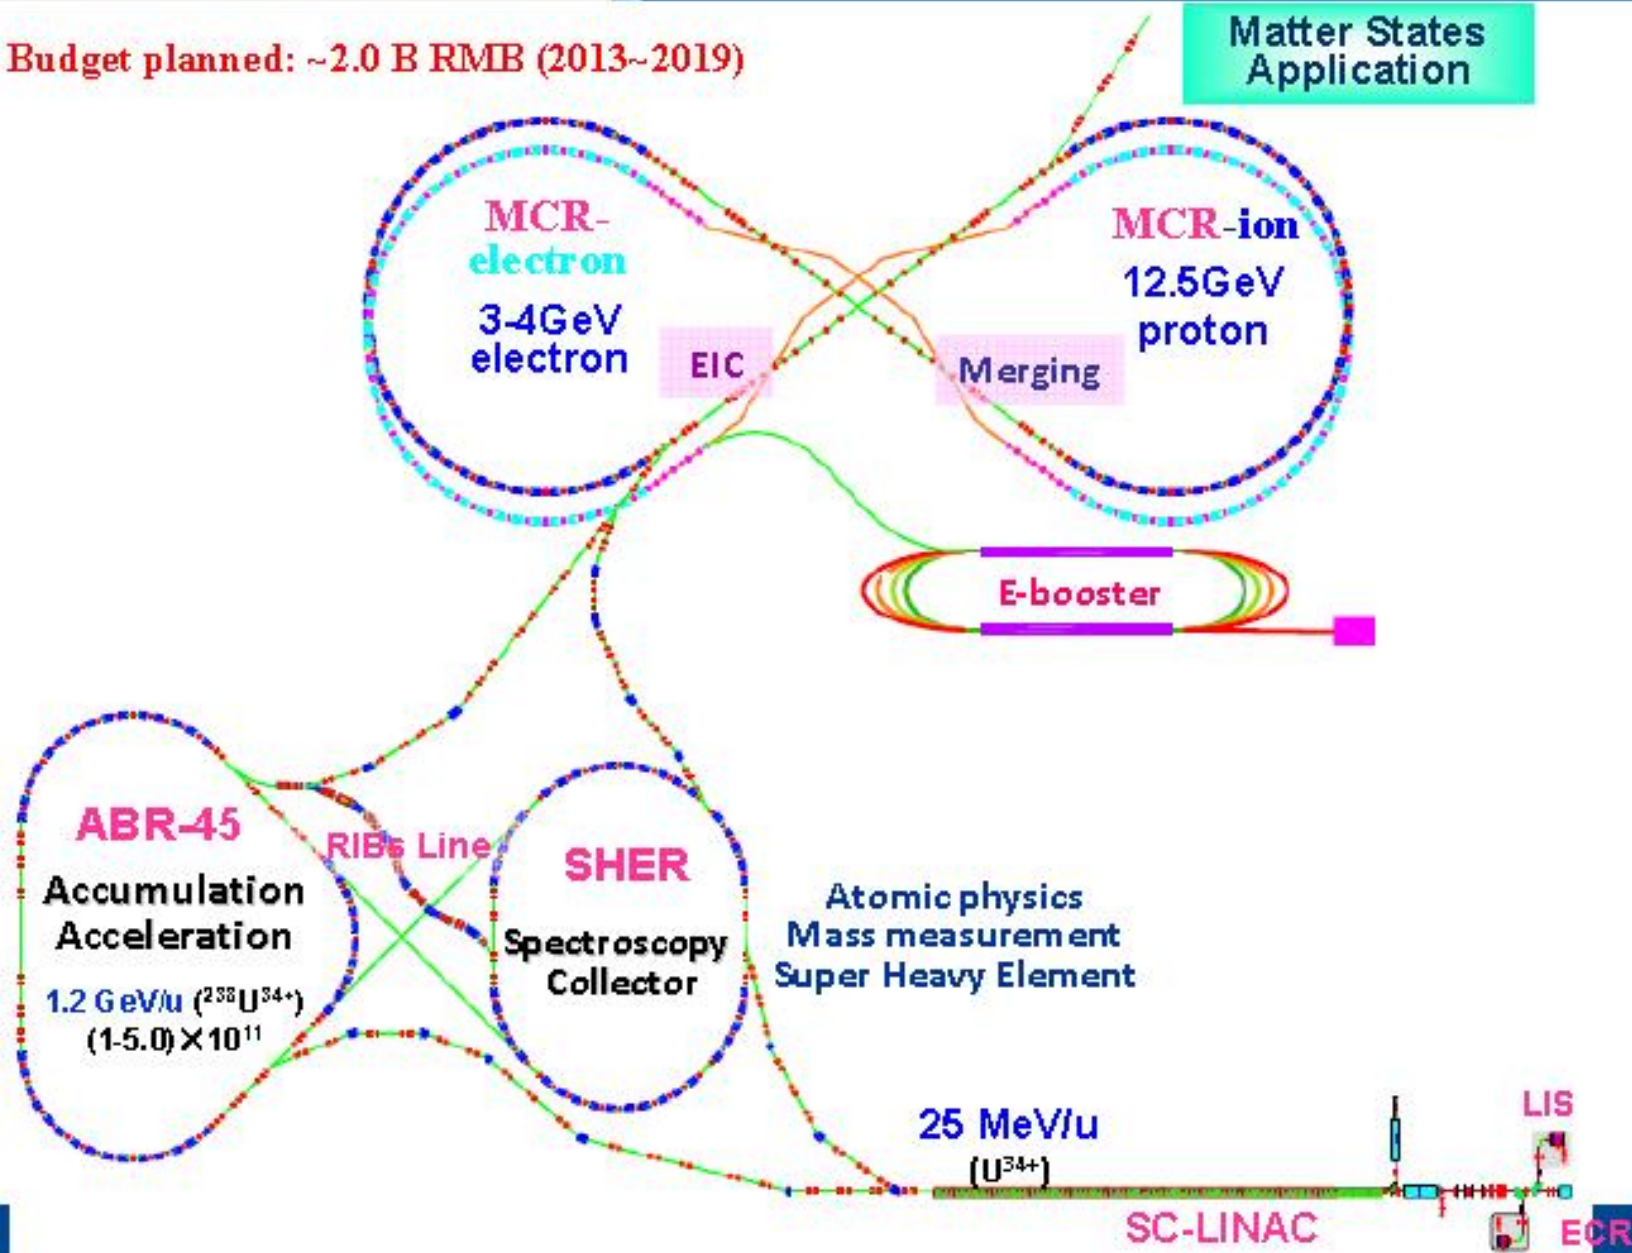 Budget planned: ~2.0 B RMB (2013~2019)
Matter States
Application
MCR-
electron
3-4GeV
electron
MCR-ion
12.5GeV
proton
EIC
Merging
E-booster
ABR-45
Accumulation
Acceleration
1.2 GeV/u (²³⁸U³⁴⁺)
(1-5.0)×10¹¹
RIBs Line
SHER
Spectroscopy
Collector
Atomic physics
Mass measurement
Super Heavy Element
25 MeV/u
(U³⁴⁺)
SC-LINAC
LIS
ECR